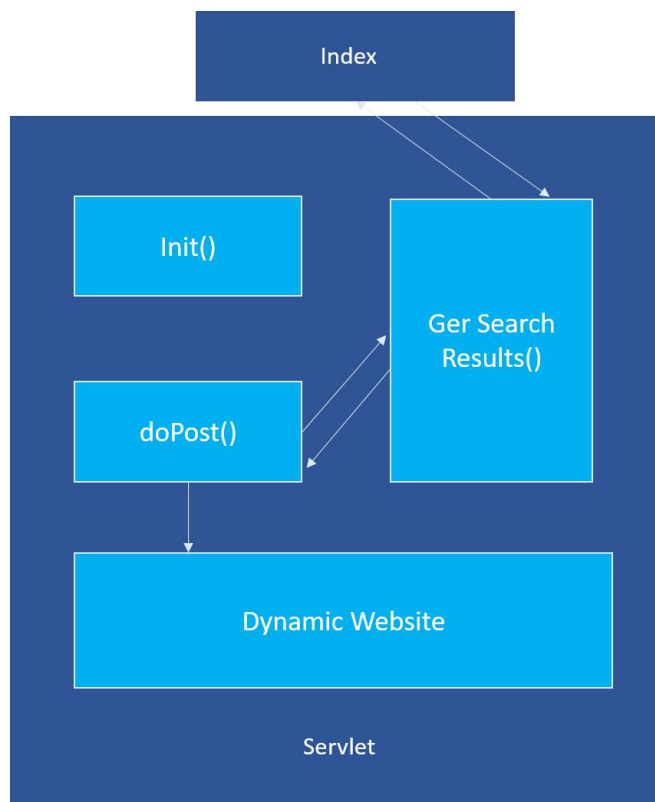 Index
Init()
Ger Search
Results()
doPost()
Dynamic Website
Servlet